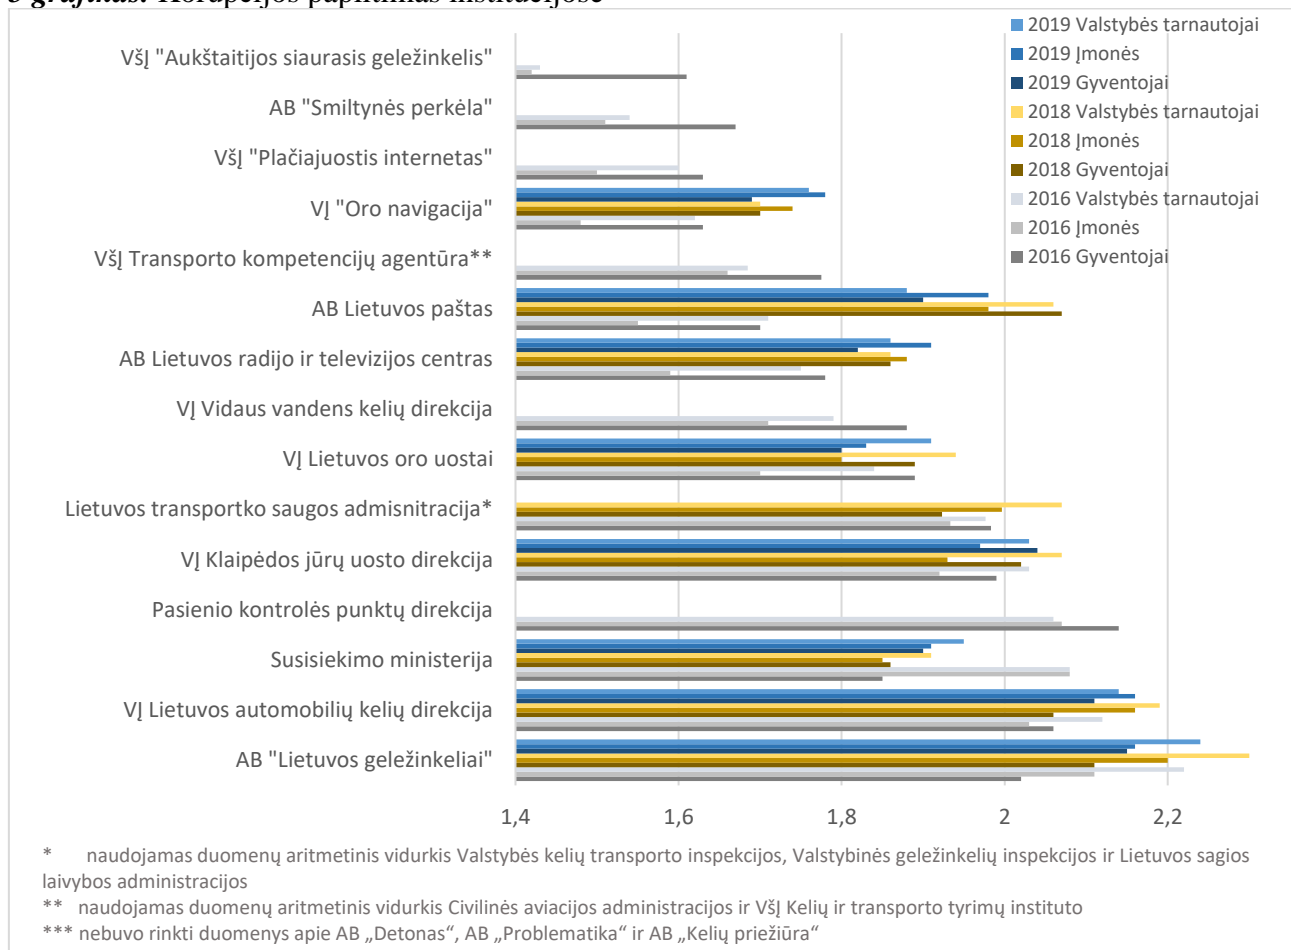 3 grafikas. Korupcijos paplitimas institucijose
2019 Valstybės tarnautojai
2019 Įmonės
2019 Gyventojai
2018 Valstybės tarnautojai
2018 Įmonės
2018 Gyventojai
2016 Valstybės tarnautojai
2016 Įmonės
2016 Gyventojai
VšĮ "Aukštaitijos siaurasis geležinkelis"
AB "Smiltynės perkėla"
VšĮ "Plačiajuostis internetas"
VĮ "Oro navigacija"
VšĮ Transporto kompetencijų agentūra**
AB Lietuvos paštas
AB Lietuvos radijo ir televizijos centras
VĮ Vidaus vandens kelių direkcija
VĮ Lietuvos oro uostai
Lietuvos transportko saugos admisnitracija*
VĮ Klaipėdos jūrų uosto direkcija
Pasienio kontrolės punktų direkcija
Susisiekimo ministerija
VĮ Lietuvos automobilių kelių direkcija
AB "Lietuvos geležinkeliai"
1,4 1,6 1,8 2 2,2
* naudojamas duomenų aritmetinis vidurkis Valstybės kelių transporto inspekcijos, Valstybinės geležinkelių inspekcijos ir Lietuvos sagios
laivybos administracijos
** naudojamas duomenų aritmetinis vidurkis Civilinės aviacijos administracijos ir VšĮ Kelių ir transporto tyrimų instituto
*** nebuvo rinkti duomenys apie AB „Detonas“, AB „Problematika“ ir AB „Kelių priežiūra“